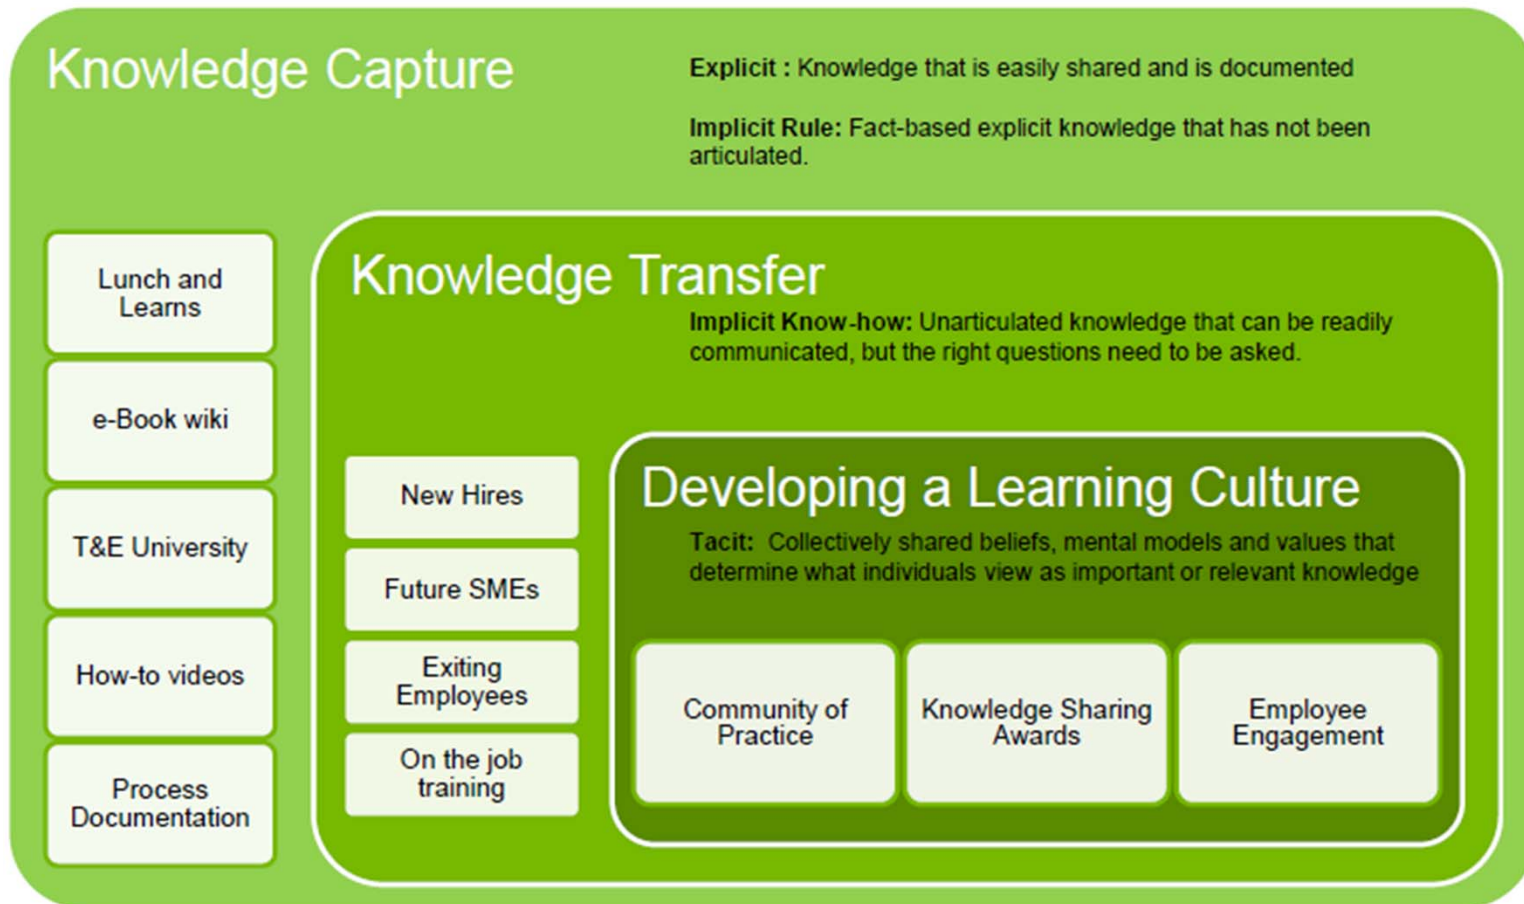 Knowledge Capture
Explicit : Knowledge that is easily shared and is documented
Implicit Rule: Fact-based explicit knowledge that has not been
articulated.
Lunch and
Learns
e-Book wiki
T&E University
How-to videos
Process
Documentation
Knowledge Transfer
Implicit Know-how: Unarticulated knowledge that can be readily
communicated, but the right questions need to be asked.
New Hires
Future SMEs
Exiting
Employees
On the job
training
Developing a Learning Culture
Tacit: Collectively shared beliefs, mental models and values that
determine what individuals view as important or relevant knowledge
Community of
Practice
Knowledge Sharing
Awards
Employee
Engagement